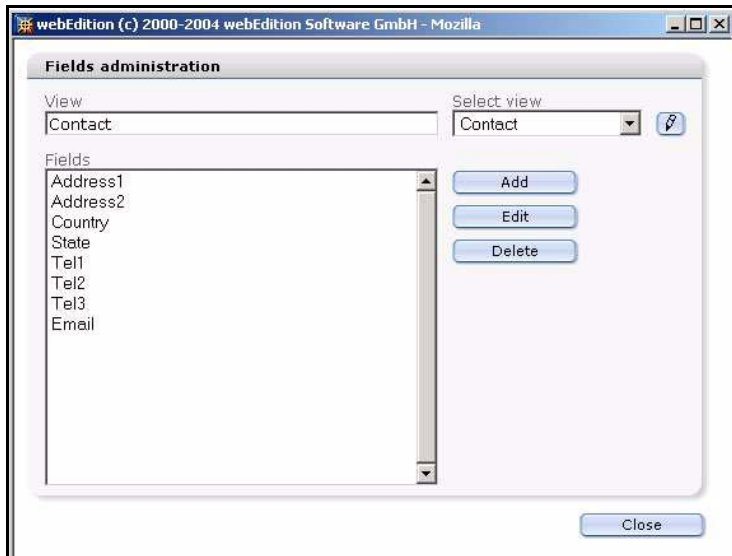 webEdition (c) 2000-2004 webEdition Software GmbH - Mozilla
Fields administration
View
Select view
Contact
Contact
Fields
Address1
Address2
Country
State
Tel1
Tel2
Tel3
Email
Add
Edit
Delete
Close